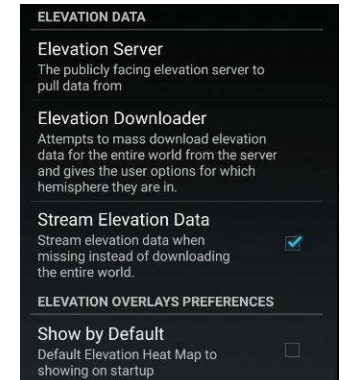 ELEVATION DATA
Elevation Server
The publicly facing elevation server to
pull data from
Elevation Downloader
Attempts to mass download elevation
data for the entire world from the server
and gives the user options for which
hemisphere they are in.
Stream Elevation Data
Stream elevation data when
missing instead of downloading
the entire world.
ELEVATION OVERLAYS PREFERENCES
Show by Default
Default Elevation Heat Map to
showing on startup